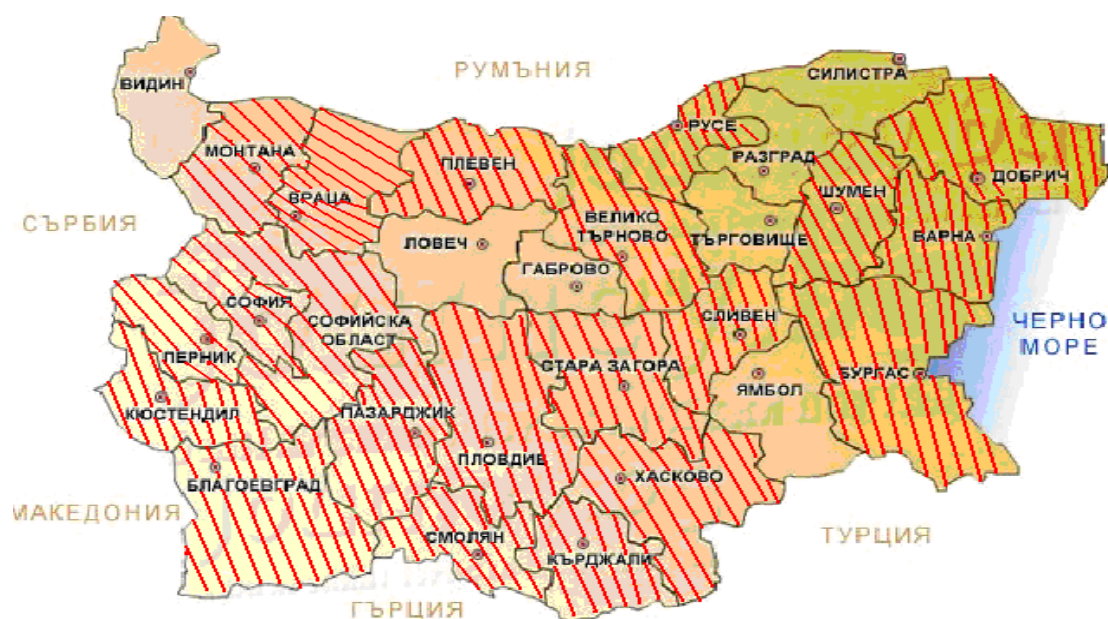 РУМЪНИЯ
СИЛИСТРА
ВИДИН
РУСЕ
МОНТАНА
ПЛЕВЕН
РАЗГРАД
ДОБРИЧ
ВРАЦА
ШУМЕН
СЪРБИЯ
ВЕЛИКО
ТЪРНОВО
ЛОВЕЧ
ТЪРГОВИЩЕ
ВАРНА
ГАБРОВО
СОФИЯ
СОФИЙСКА
ОБЛАСТ
СЛИВЕН
ЧЕРНО
МОРЕ
ПЕРНИК
СТАРА ЗАГОРА
БУРГАС
ЯМБОЛ
КЮСТЕНДИЛ
ПАЗАРДЖИК
ПЛОВДИВ
ХАСКОВО
БЛАГОЕВГРАД
МАКЕДОНИЯ
СМОЛЯН
ТУРЦИЯ
КЪРДЖАЛИ
ГЪРЦИЯ